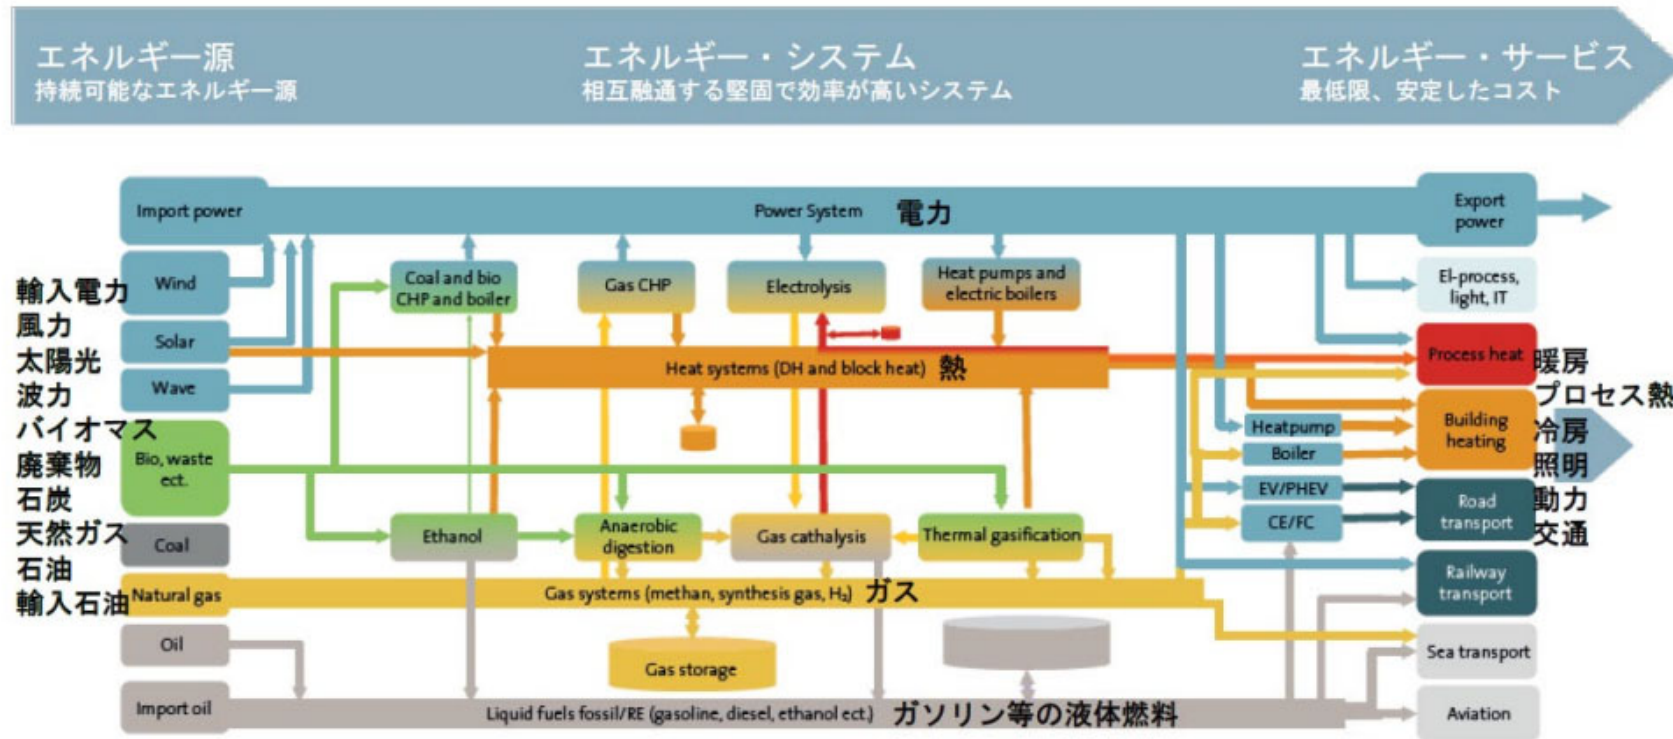 エネルギー源
持続可能なエネルギー源
エネルギー・システム
相互融通する堅固で効率が高いシステム
エネルギー・サービス
最低限、安定したコスト
Import power
Power System
電力
Export
power
輸入電力
風力
太陽光
波力
バイオマス
廃棄物
石炭
天然ガス
石油
輸入石油
Wind
Solar
Wave
Bio, waste
ect.
Coal
Natural gas
Oil
Import oil
Coal and bio
CHP and boiler
Gas CHP
Electrolysis
Heat pumps and
electric boilers
Heat systems (DH and block heat)
熱
Ethanol
Anaerobic
digestion
Gas cathalysis
Thermal gasification
Gas systems (methan, synthesis gas, H₂)
ガス
Gas storage
Liquid fuels fossil/RE (gasoline, diesel, ethanol ect.)
ガソリン等の液体燃料
Heatpump
Boiler
EV/PHEV
CE/FC
El-process,
light, IT
Process heat
Building
heating
Road
transport
Railway
transport
Sea transport
Aviation
暖房
プロセス熱
冷房
照明
動力
交通